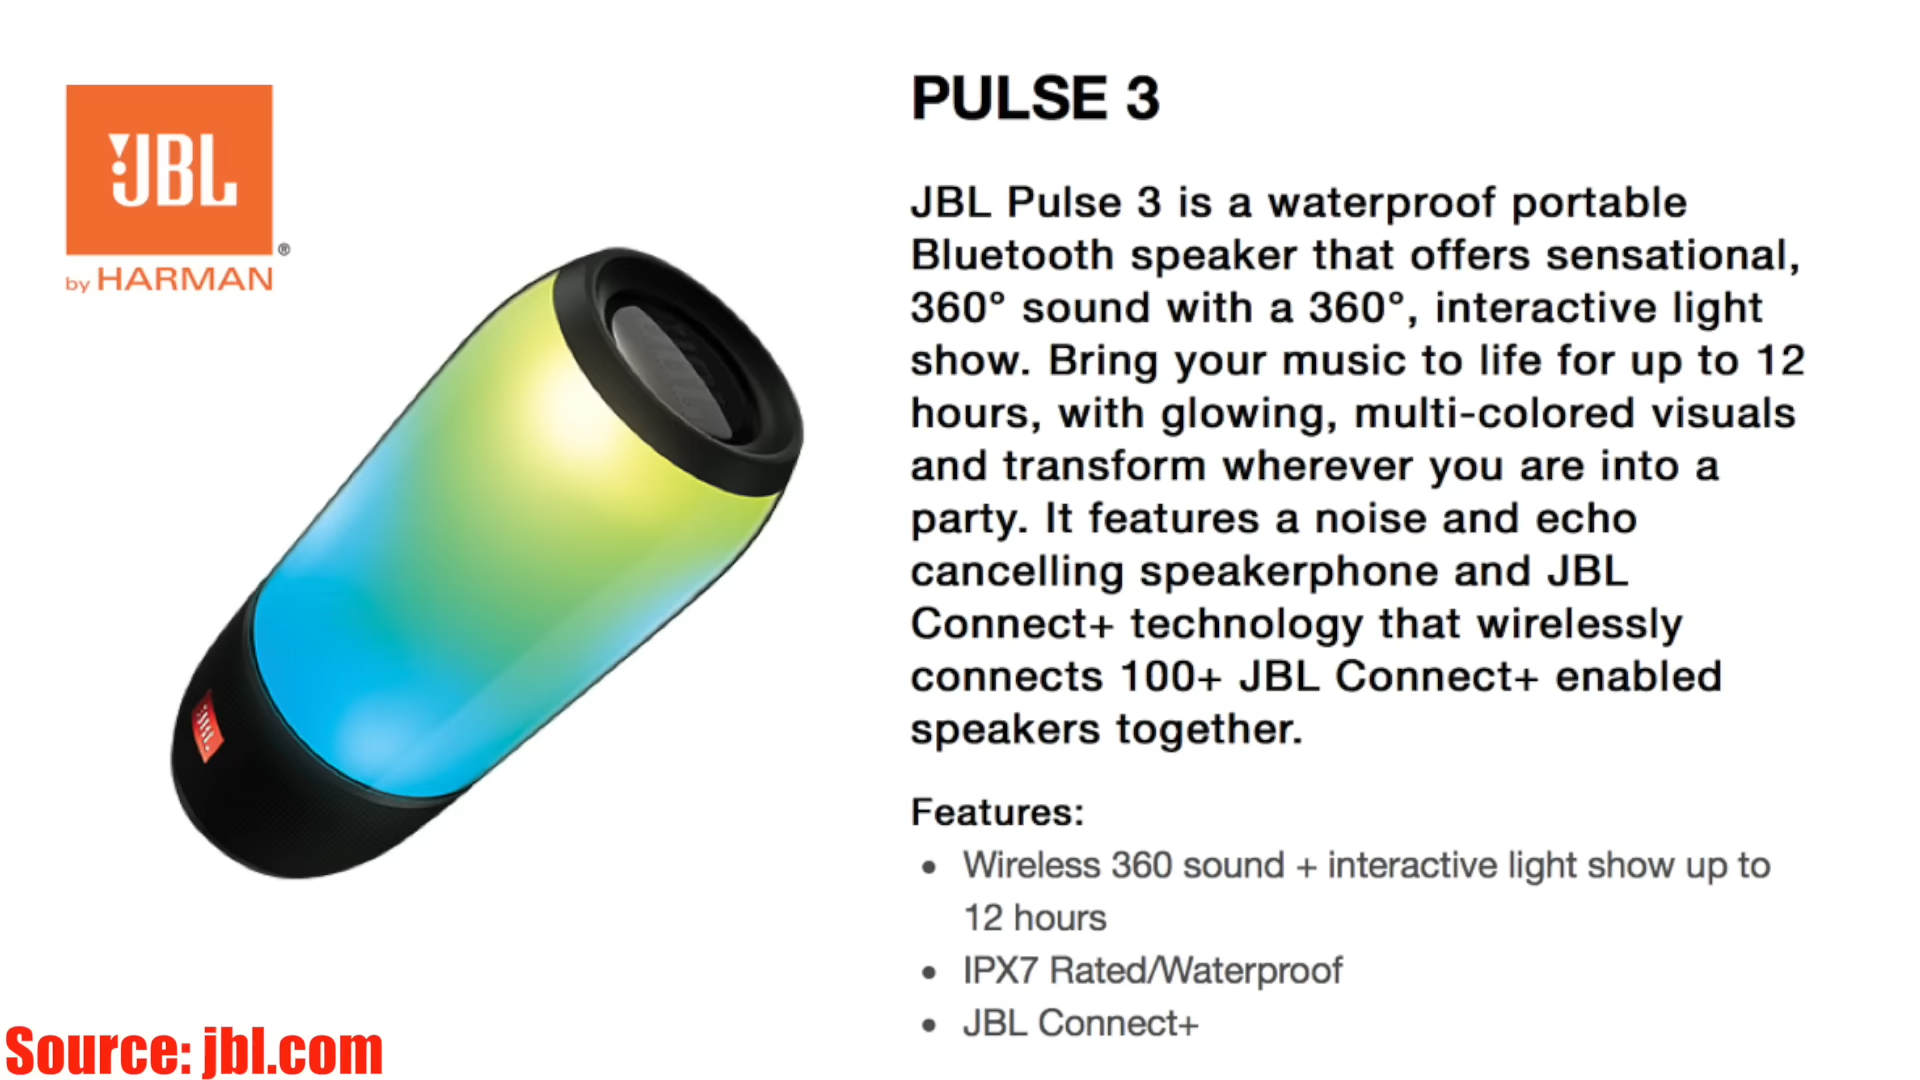 JBL
®
by HARMAN
PULSE 3
JBL Pulse 3 is a waterproof portable
Bluetooth speaker that offers sensational,
360° sound with a 360°, interactive light
show. Bring your music to life for up to 12
hours, with glowing, multi-colored visuals
and transform wherever you are into a
party. It features a noise and echo
cancelling speakerphone and JBL
Connect+ technology that wirelessly
connects 100+ JBL Connect+ enabled
speakers together.
Features:
• Wireless 360 sound + interactive light show up to
12 hours
• IPX7 Rated/Waterproof
• JBL Connect+
JBL
Source: jbl.com